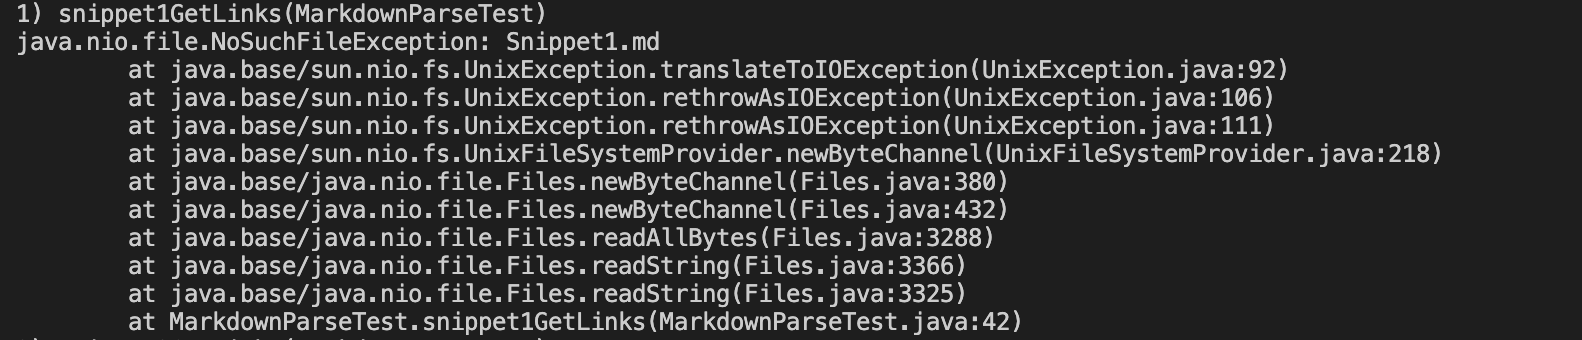 1) snippet1GetLinks(MarkdownParseTest)
java.nio.file.NoSuchFileException: Snippet1.md
at java.base/sun.nio.fs.UnixException.translateToIOException(UnixException.java:92)
at java.base/sun.nio.fs.UnixException.rethrowAsIOException(UnixException.java:106)
at java.base/sun.nio.fs.UnixException.rethrowAsIOException(UnixException.java:111)
at java.base/sun.nio.fs.UnixFileSystemProvider.newByteChannel(UnixFileSystemProvider.java:218)
at java.base/java.nio.file.Files.newByteChannel(Files.java:380)
at java.base/java.nio.file.Files.newByteChannel(Files.java:432)
at java.base/java.nio.file.Files.readAllBytes(Files.java:3288)
at java.base/java.nio.file.Files.readString(Files.java:3366)
at java.base/java.nio.file.Files.readString(Files.java:3325)
at MarkdownParseTest.snippet1GetLinks(MarkdownParseTest.java:42)